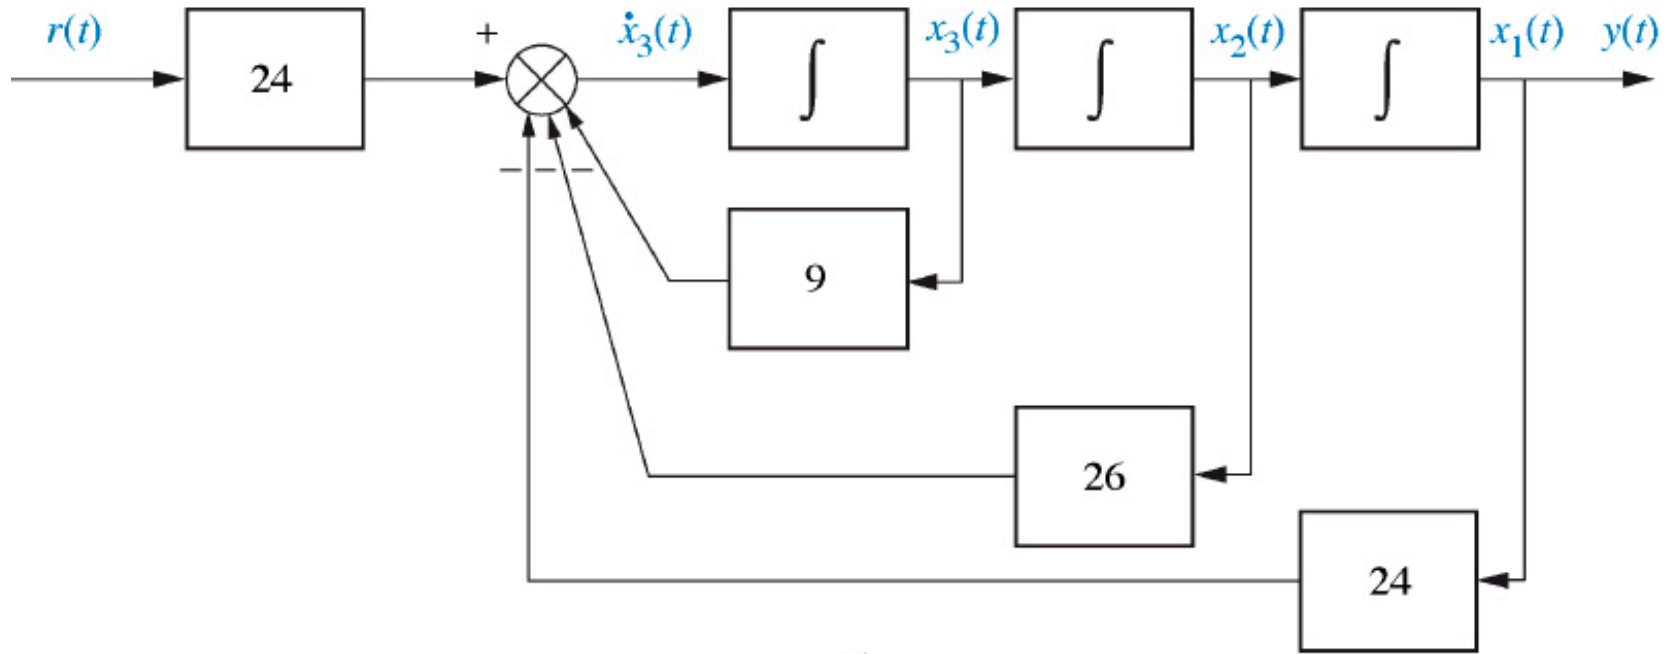 r(t) 24 + ẋ₃(t) ∫ x₃(t) ∫ x₂(t) ∫ x₁(t) y(t)
− − −
9
26
24